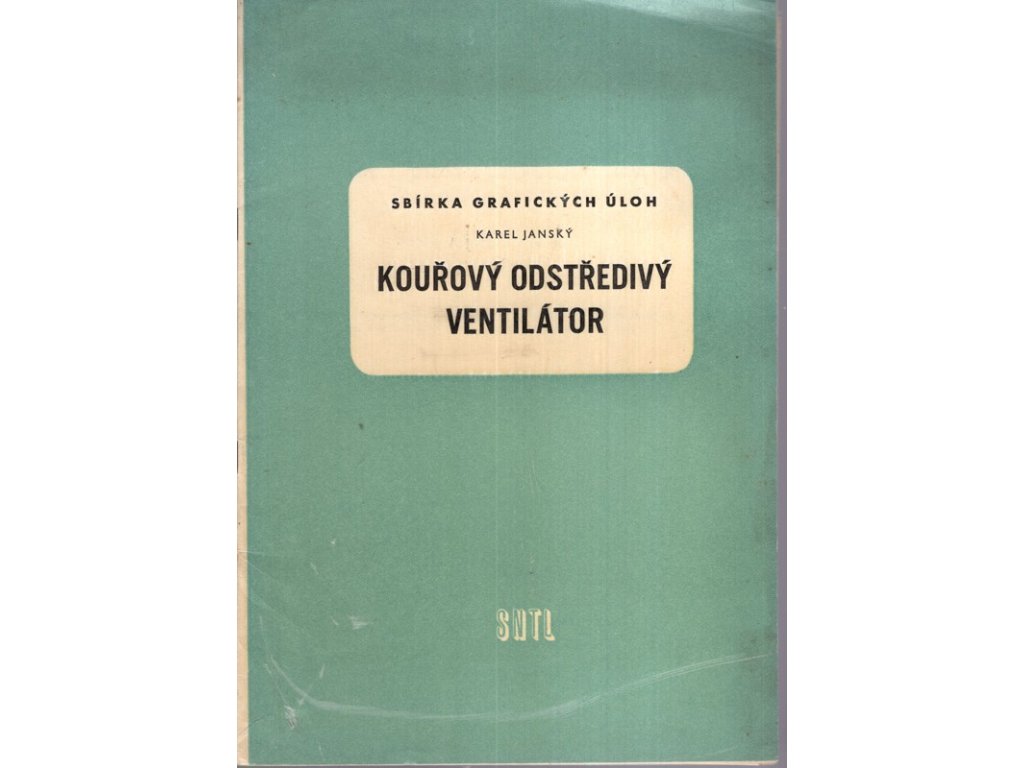 SBÍRKA GRAFICKÝCH ÚLOH
KAREL JANSKÝ
KOUŘOVÝ ODSTŘEDIVÝ
VENTILÁTOR
SNTL